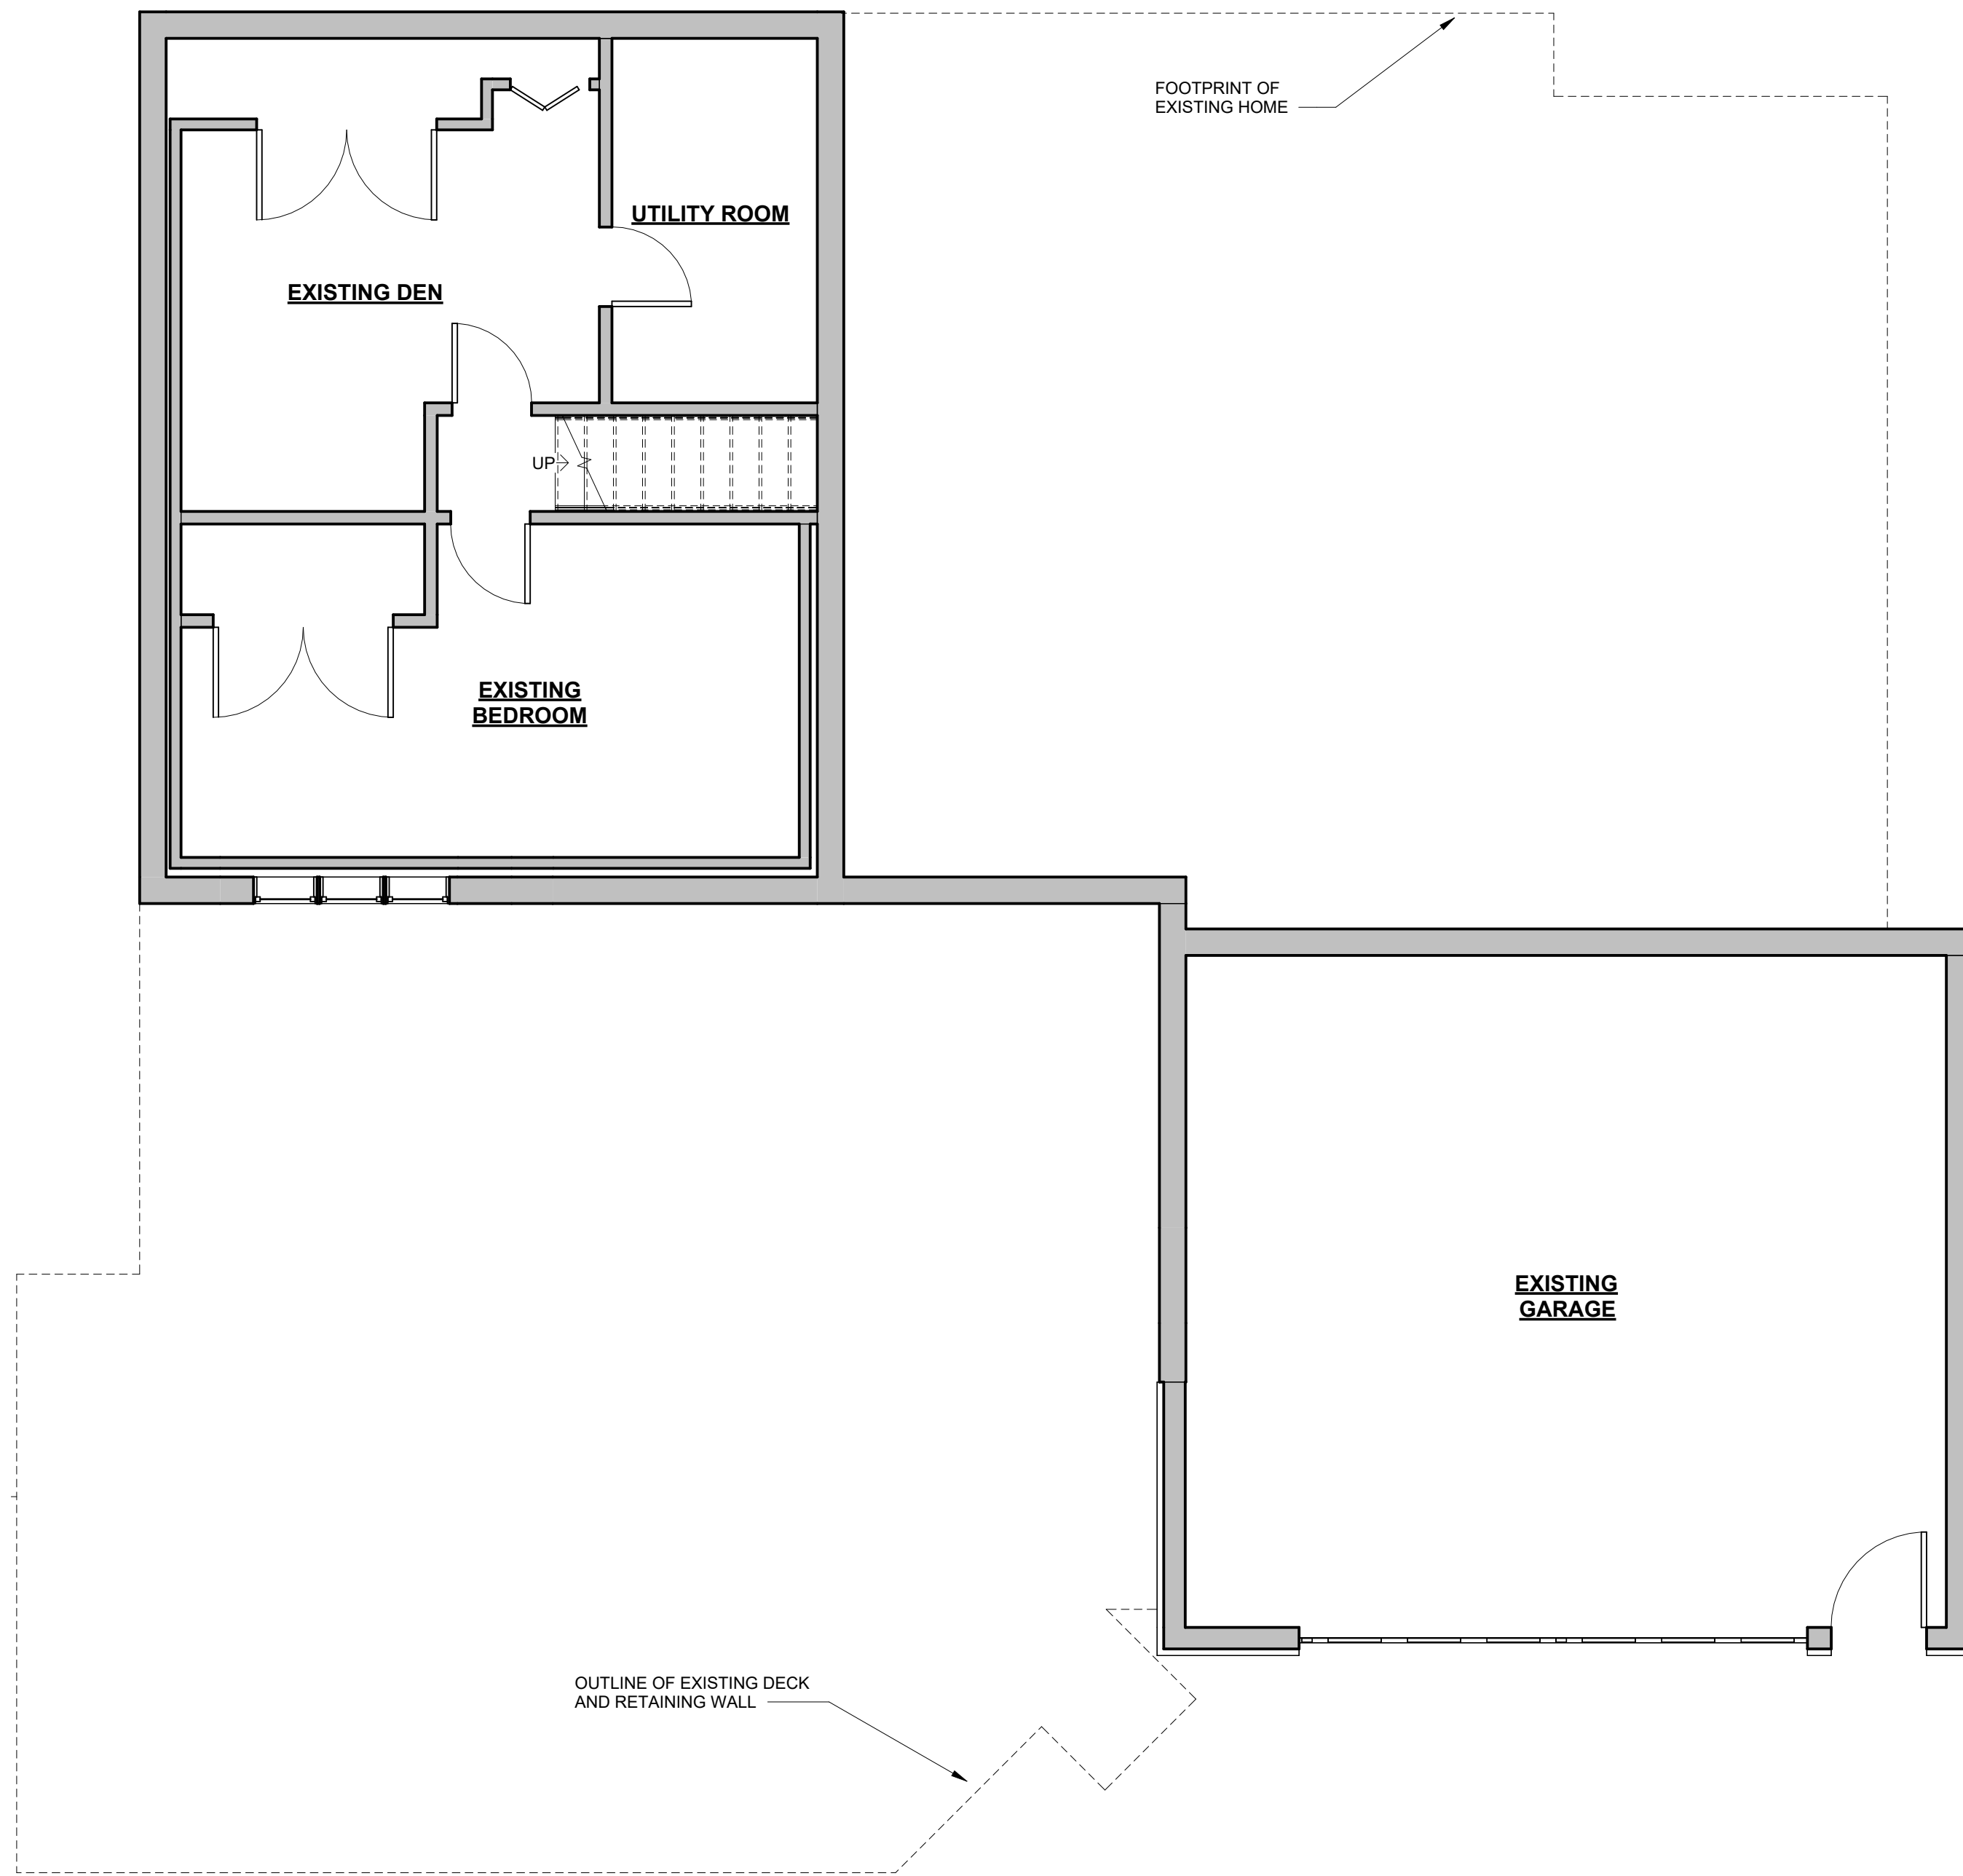 FOOTPRINT OF
EXISTING HOME
UTILITY ROOM
EXISTING DEN
UP
EXISTING
BEDROOM
EXISTING
GARAGE
OUTLINE OF EXISTING DECK
AND RETAINING WALL